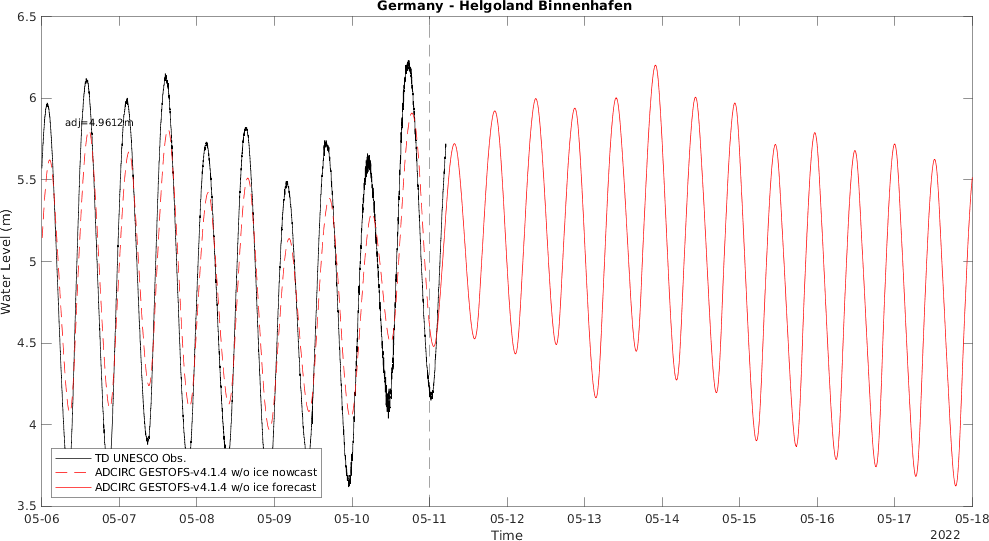 Germany - Helgoland Binnenhafen
6.5
6
5.5
5
4.5
4
3.5
Water Level (m)
adj=4.9612m
TD UNESCO Obs.
ADCIRC GESTOFS-v4.1.4 w/o ice nowcast
ADCIRC GESTOFS-v4.1.4 w/o ice forecast
05-06 05-07 05-08 05-09 05-10 05-11 05-12 05-13 05-14 05-15 05-16 05-17 05-18
Time
2022